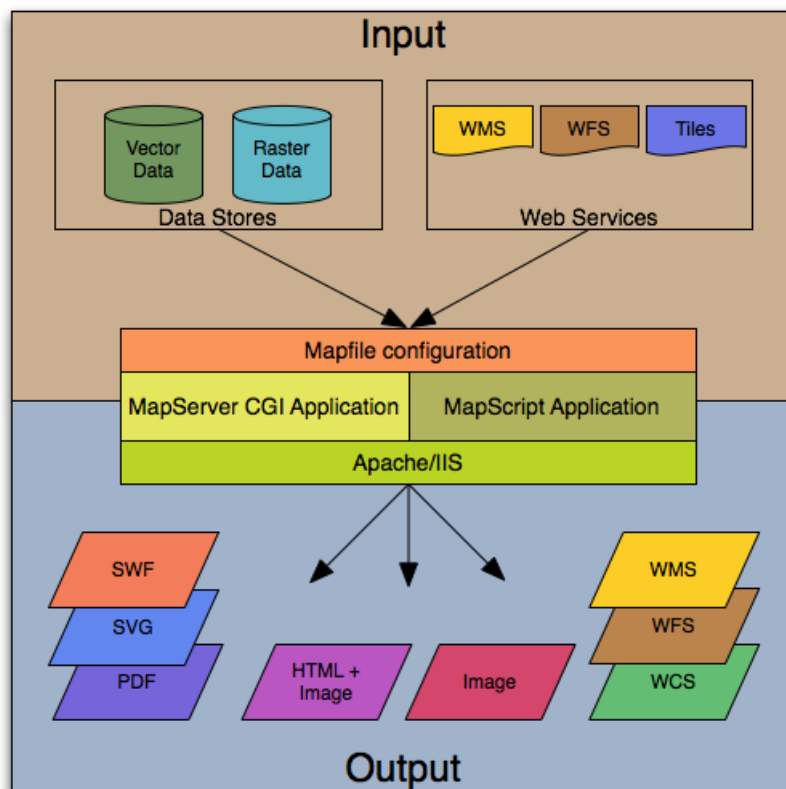 Input
Vector
Data
Raster
Data
Data Stores
WMS
WFS
Tiles
Web Services
Mapfile configuration
MapServer CGI Application
MapScript Application
Apache/IIS
SWF
SVG
PDF
HTML +
Image
Image
WMS
WFS
WCS
Output